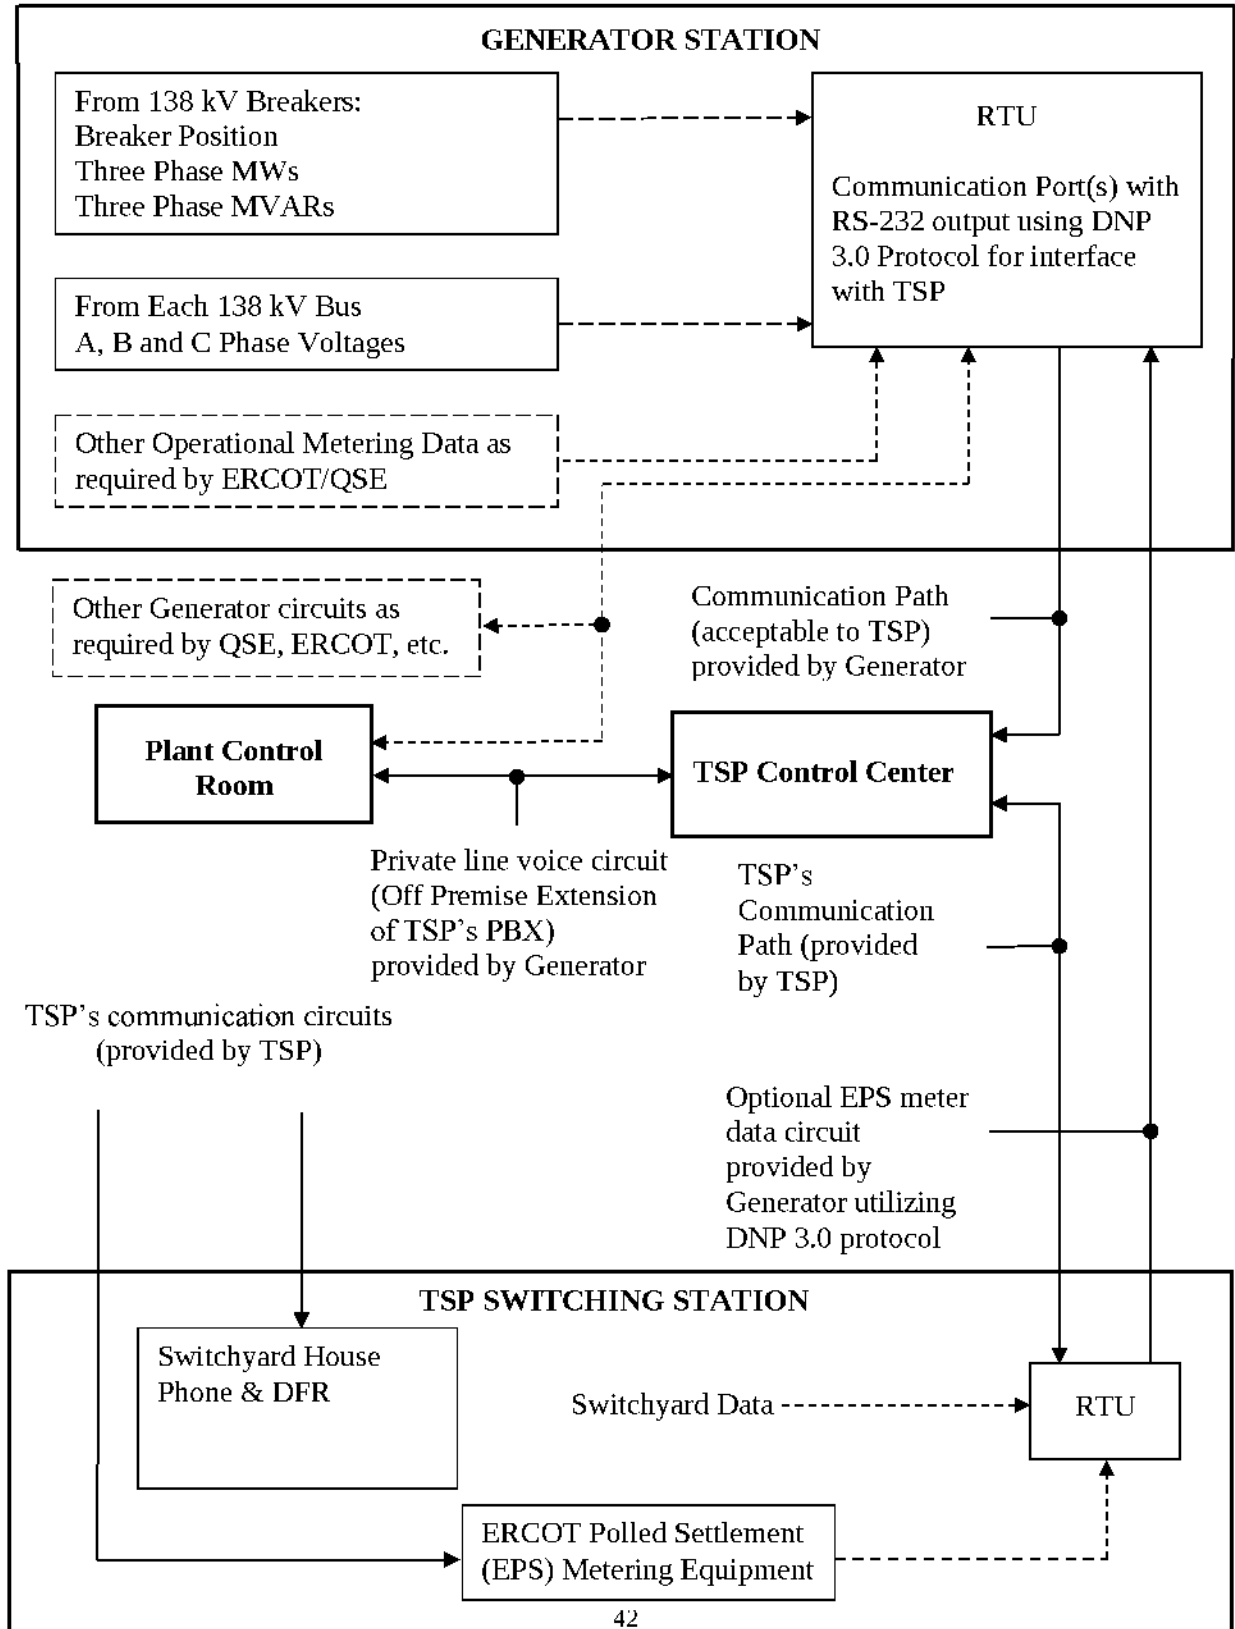 GENERATOR STATION
From 138 kV Breakers:
Breaker Position
Three Phase MWs
Three Phase MVARs
RTU
Communication Port(s) with
RS-232 output using DNP
3.0 Protocol for interface
with TSP
From Each 138 kV Bus
A, B and C Phase Voltages
Other Operational Metering Data as
required by ERCOT/QSE
Other Generator circuits as
required by QSE, ERCOT, etc.
Communication Path
(acceptable to TSP)
provided by Generator
Plant Control
Room
TSP Control Center
Private line voice circuit
(Off Premise Extension
of TSP’s PBX)
provided by Generator
TSP’s
Communication
Path (provided
by TSP)
TSP’s communication circuits
(provided by TSP)
Optional EPS meter
data circuit
provided by
Generator utilizing
DNP 3.0 protocol
TSP SWITCHING STATION
Switchyard House
Phone & DFR
Switchyard Data
RTU
ERCOT Polled Settlement
(EPS) Metering Equipment
42